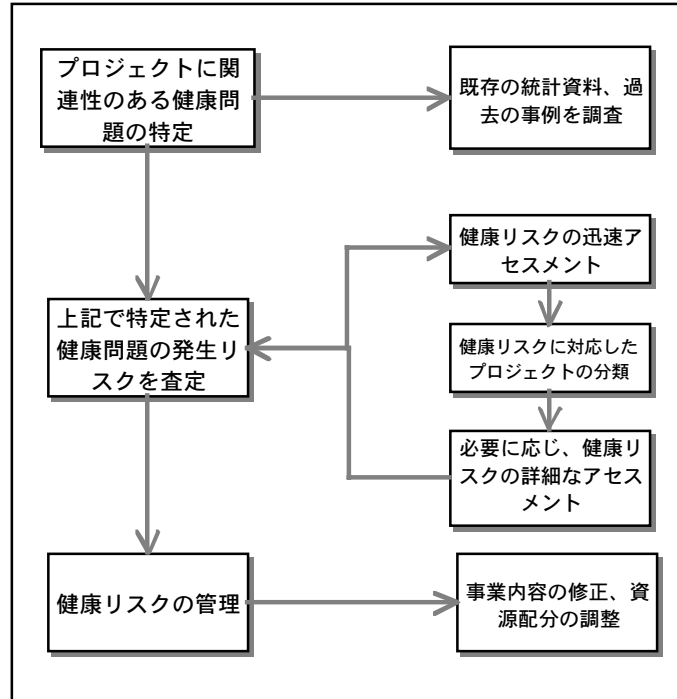 プロジェクトに関
連性のある健康問
題の特定
既存の統計資料、過
去の事例を調査
健康リスクの迅速ア
セスメント
上記で特定された
健康問題の発生リ
スクを査定
健康リスクに対応した
プロジェクトの分類
必要に応じ、健康リ
スクの詳細なアセス
メント
健康リスクの管理
事業内容の修正、資
源配分の調整